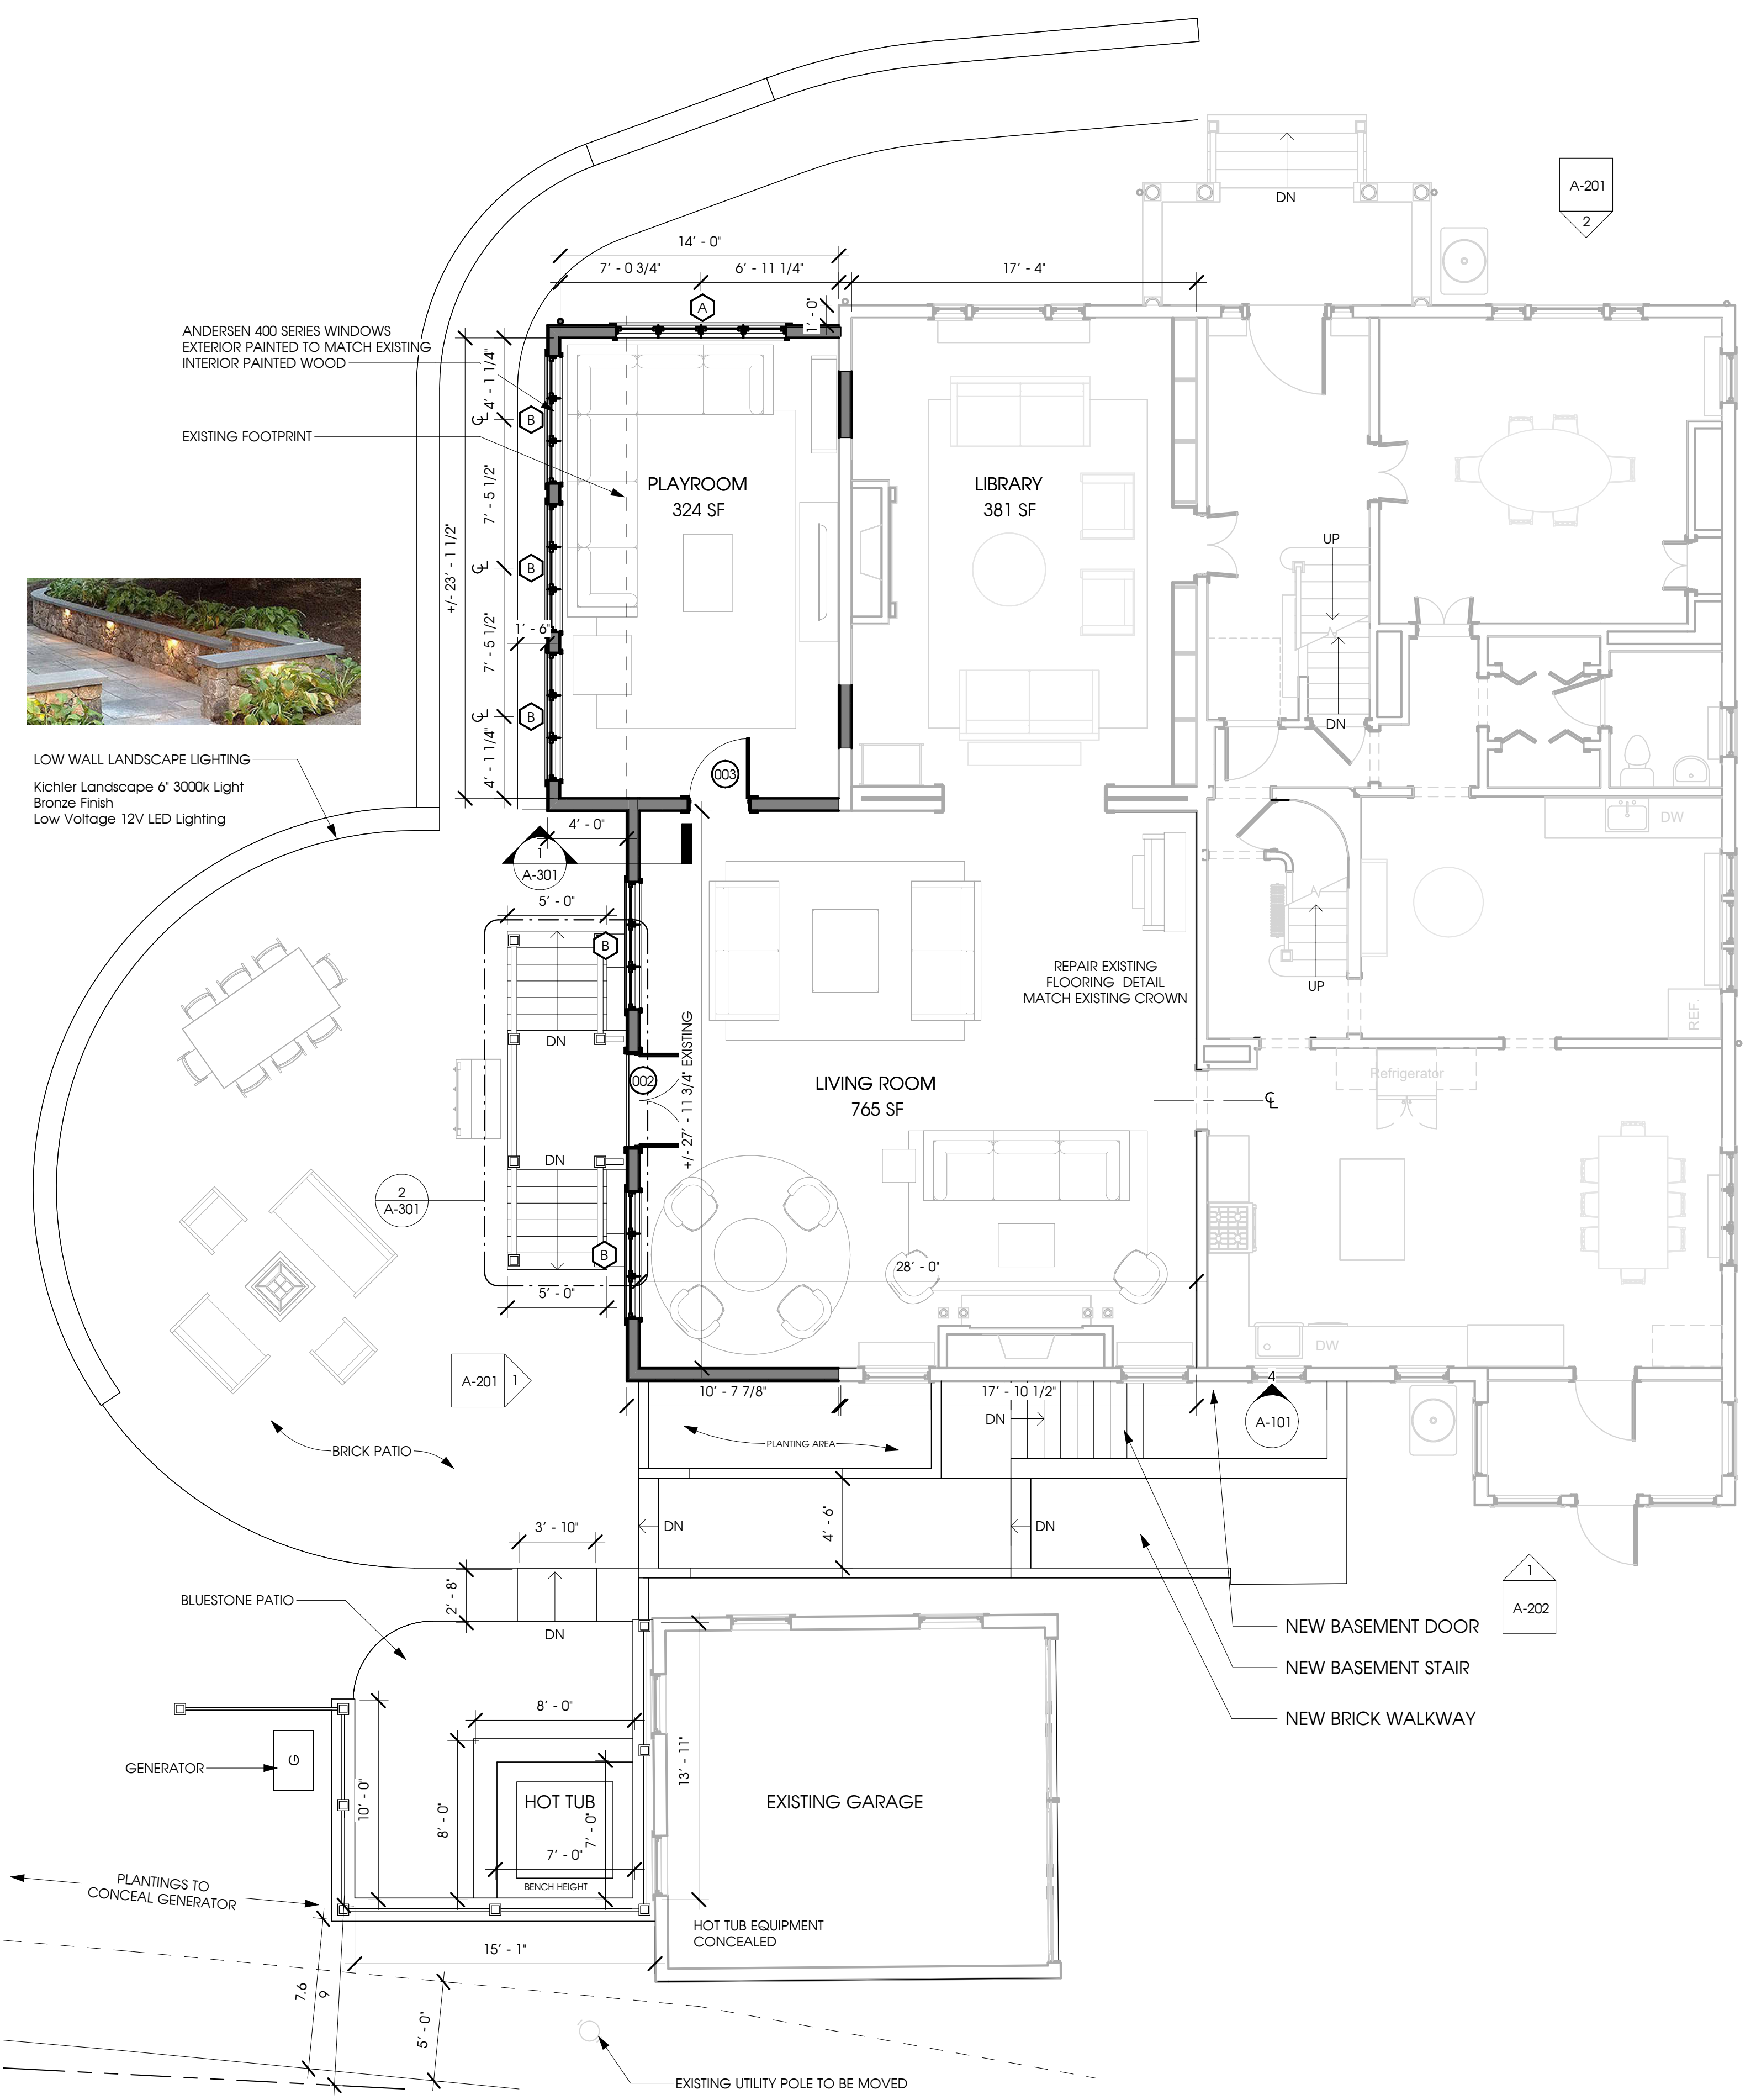 A-201
2
DN
14' - 0"
7' - 0 3/4"
6' - 11 1/4"
17' - 4"
A
1' - 0"
ANDERSEN 400 SERIES WINDOWS
EXTERIOR PAINTED TO MATCH EXISTING
INTERIOR PAINTED WOOD
4' - 1 1/4"
CL
B
EXISTING FOOTPRINT
PLAYROOM
324 SF
LIBRARY
381 SF
7' - 5 1/2"
+/- 23' - 1 1/2"
UP
CL
B
7' - 5 1/2"
1' - 6"
CL
B
DN
4' - 1 1/4"
LOW WALL LANDSCAPE LIGHTING
Kichler Landscape 6" 3000k Light
Bronze Finish
Low Voltage 12V LED Lighting
003
DW
4' - 0"
1
A-301
5' - 0"
B
REPAIR EXISTING
FLOORING DETAIL
MATCH EXISTING CROWN
UP
REF.
DN
+/- 27' - 11 3/4" EXISTING
002
Refrigerator
LIVING ROOM
765 SF
CL
DN
2
A-301
B
28' - 0"
5' - 0"
DW
A-201
1
10' - 7 7/8"
17' - 10 1/2"
4
A-101
DN
PLANTING AREA
BRICK PATIO
3' - 10"
DN
4' - 6"
DN
2' - 8"
BLUESTONE PATIO
DN
1
A-202
NEW BASEMENT DOOR
NEW BASEMENT STAIR
NEW BRICK WALKWAY
8' - 0"
GENERATOR
G
10' - 0"
8' - 0"
HOT TUB
7' - 0"
7' - 0"
BENCH HEIGHT
13' - 11"
EXISTING GARAGE
PLANTINGS TO
CONCEAL GENERATOR
HOT TUB EQUIPMENT
CONCEALED
15' - 1"
7.6
9
5' - 0"
EXISTING UTILITY POLE TO BE MOVED